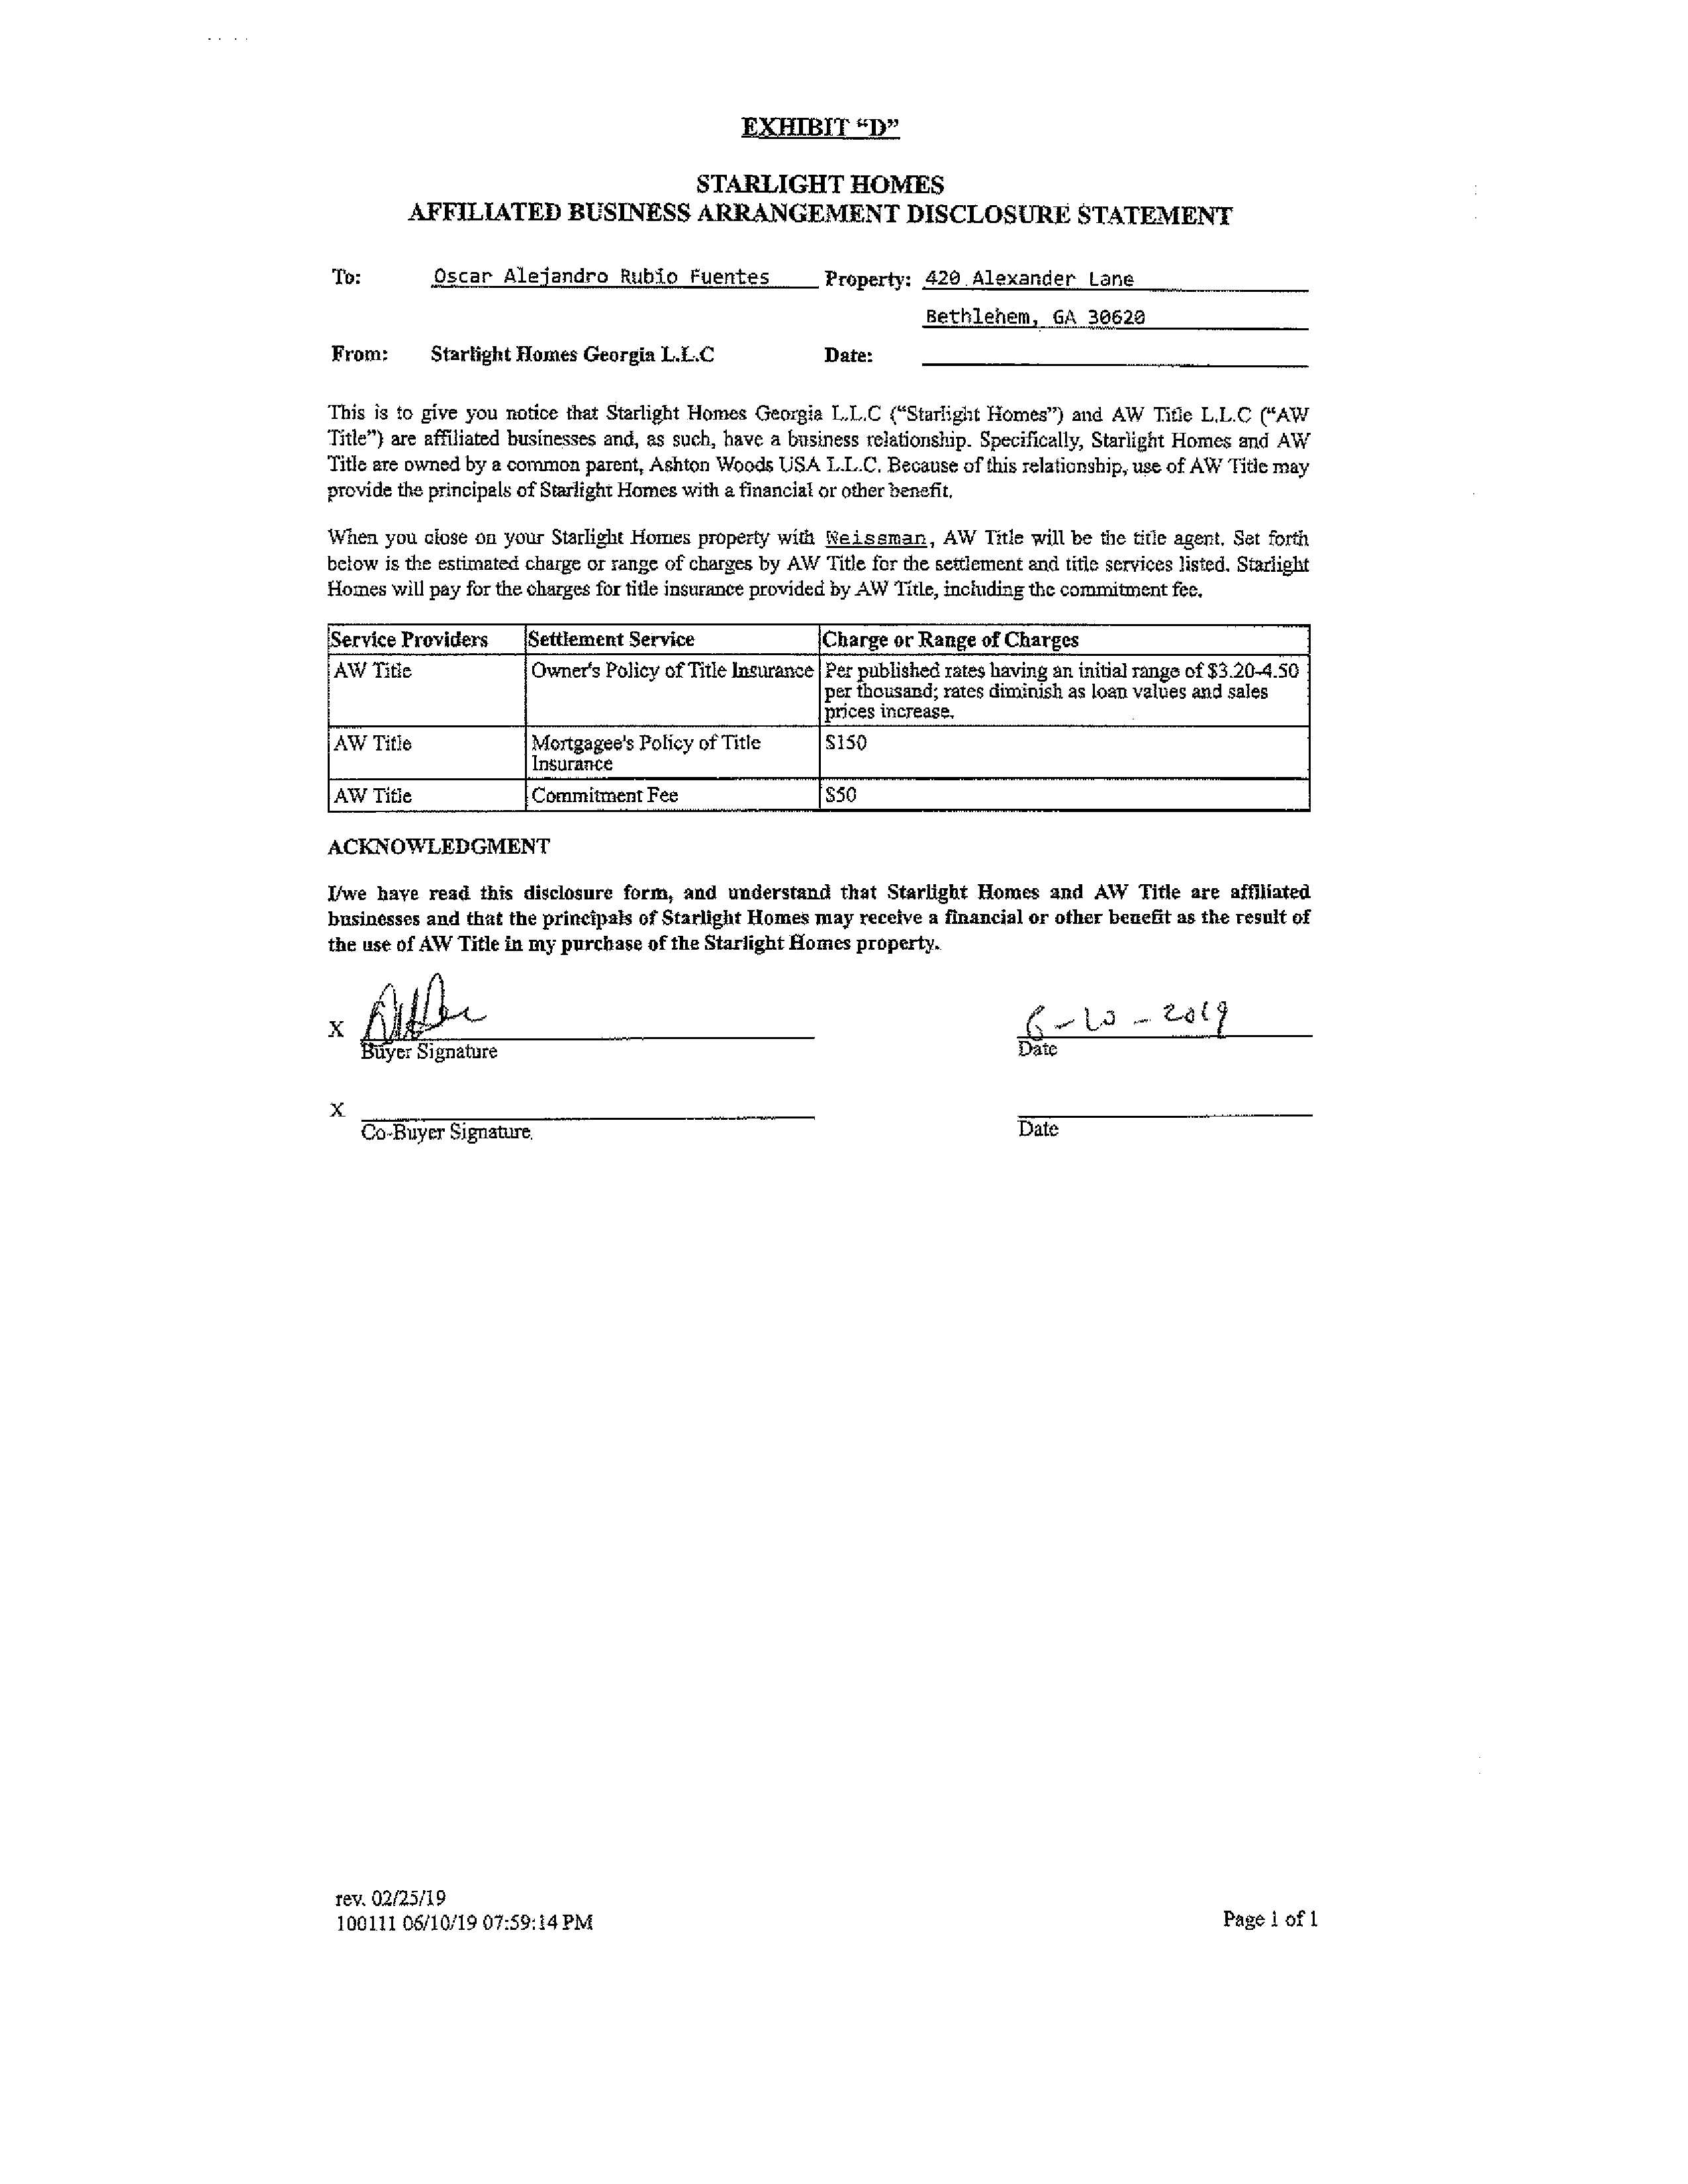 EXHIBIT “D”
STARLIGHT HOMES
AFFILIATED BUSINESS ARRANGEMENT DISCLOSURE STATEMENT
To: Oscar Alejandro Rubio Fuentes Property: 420 Alexander Lane
Bethlehem, GA 30620
From: Starlight Homes Georgia L.L.C Date:
This is to give you notice that Starlight Homes Georgia L.L.C (“Starlight Homes”) and AW Title L.L.C (“AW
Title”) are affiliated businesses and, as such, have a business relationship. Specifically, Starlight Homes and AW
Title are owned by a common parent, Ashton Woods USA L.L.C. Because of this relationship, use of AW Title may
provide the principals of Starlight Homes with a financial or other benefit.
When you close on your Starlight Homes property with Weissman, AW Title will be the title agent. Set forth
below is the estimated charge or range of charges by AW Title for the settlement and title services listed. Starlight
Homes will pay for the charges for title insurance provided by AW Title, including the commitment fee.
Service Providers Settlement Service Charge or Range of Charges
AW Title Owner's Policy of Title Insurance Per published rates having an initial range of $3.20-4.50
per thousand; rates diminish as loan values and sales
prices increase.
AW Title Mortgagee's Policy of Title $150
Insurance
AW Title Commitment Fee $50
ACKNOWLEDGMENT
I/we have read this disclosure form, and understand that Starlight Homes and AW Title are affiliated
businesses and that the principals of Starlight Homes may receive a financial or other benefit as the result of
the use of AW Title in my purchase of the Starlight Homes property.
X 6-10-2019
Buyer Signature Date
X
Co-Buyer Signature Date
rev. 02/25/19
100111 06/10/19 07:59:14 PM Page 1 of 1